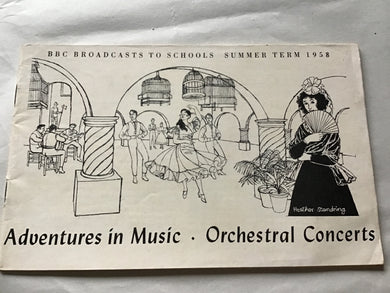 BBC BROADCASTS TO SCHOOLS SUMMER TERM 1958
Heather Standring
Adventures in Music · Orchestral Concerts